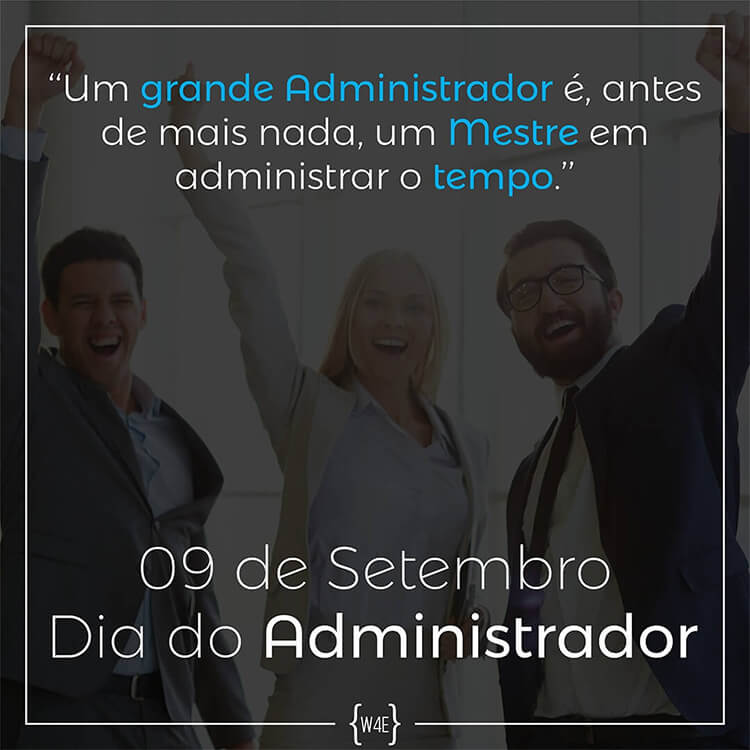 “Um grande Administrador é, antes
de mais nada, um Mestre em
administrar o tempo.”
09 de Setembro
Dia do Administrador
{W4E}